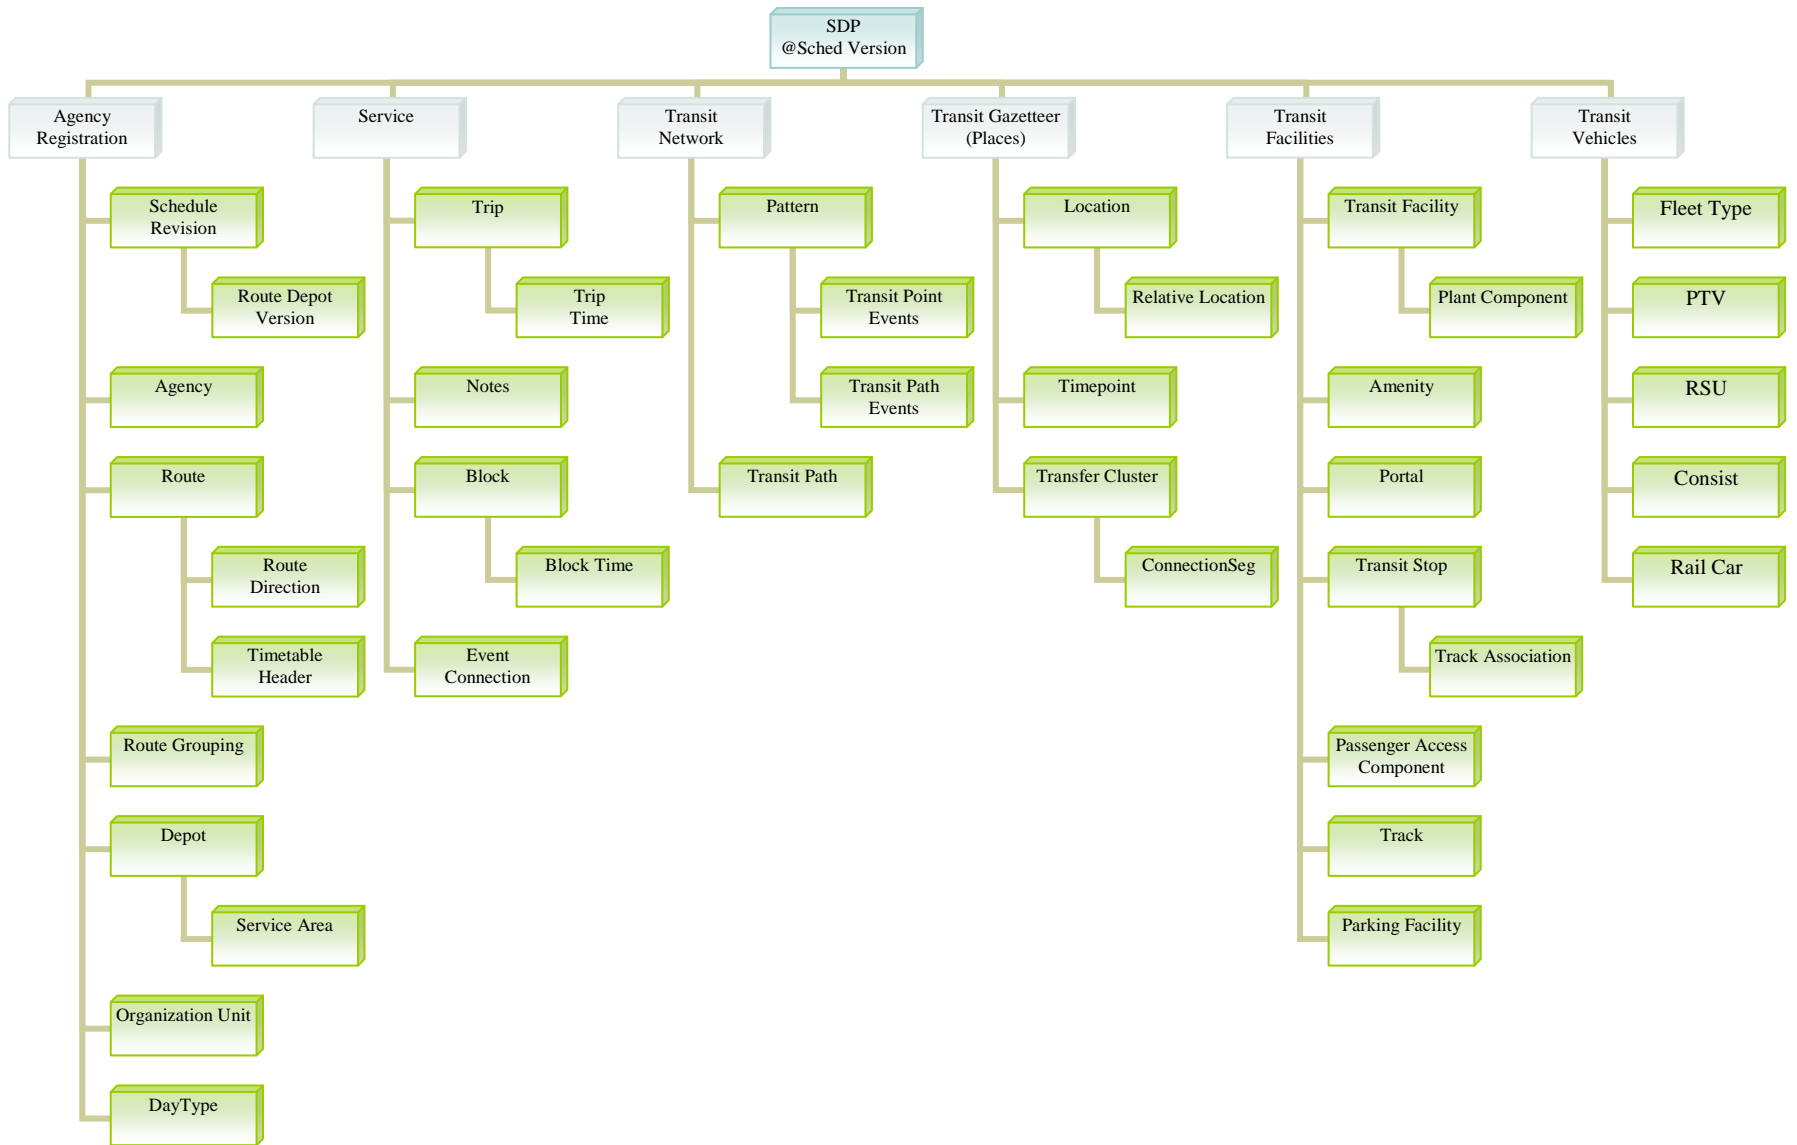 SDP
@Sched Version
Agency
Registration
Service
Transit
Network
Transit Gazetteer
(Places)
Transit
Facilities
Transit
Vehicles
Schedule
Revision
Route Depot
Version
Agency
Route
Route
Direction
Timetable
Header
Route Grouping
Depot
Service Area
Organization Unit
DayType
Trip
Trip
Time
Notes
Block
Block Time
Event
Connection
Pattern
Transit Point
Events
Transit Path
Events
Transit Path
Location
Relative Location
Timepoint
Transfer Cluster
ConnectionSeg
Transit Facility
Plant Component
Amenity
Portal
Transit Stop
Track Association
Passenger Access
Component
Track
Parking Facility
Fleet Type
PTV
RSU
Consist
Rail Car